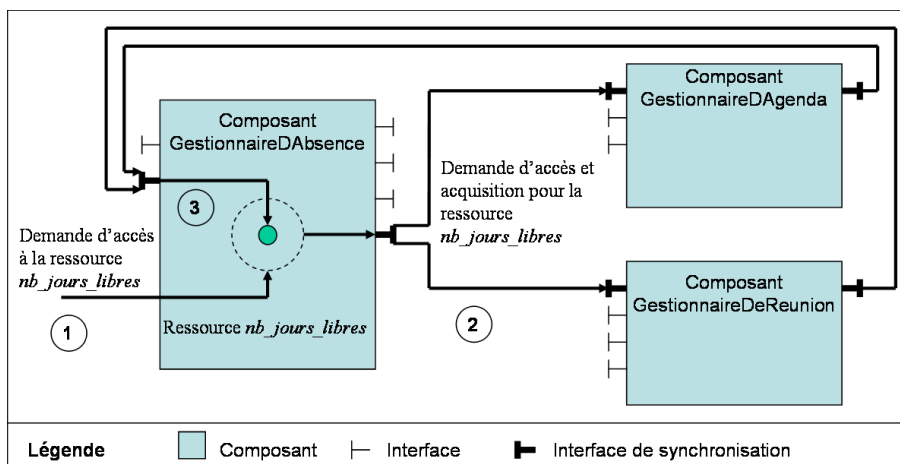 Composant
GestionnaireDAbsence
3
Demande d'accès
à la ressource
nb_jours_libres
1
Ressource nb_jours_libres
Demande d'accès et
acquisition pour la
ressource
nb_jours_libres
2
Composant
GestionnaireDAgenda
Composant
GestionnaireDeReunion
Légende
Composant
Interface
Interface de synchronisation